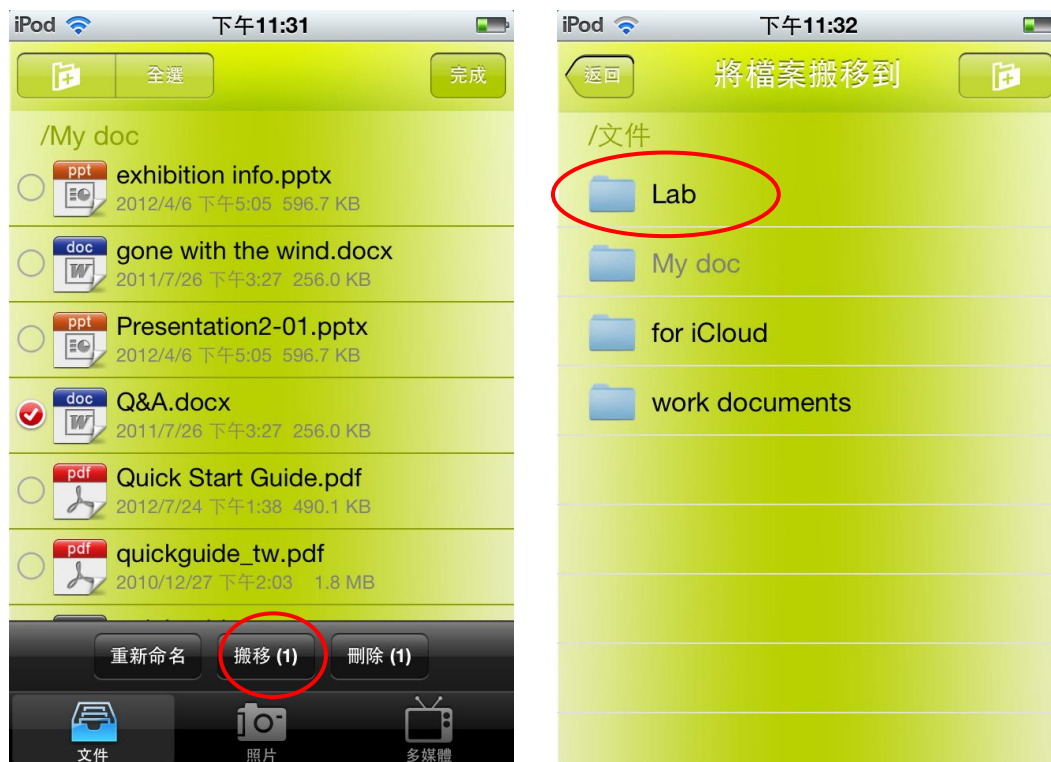 iPod 下午11:31
全選 完成
/My doc
ppt
exhibition info.pptx
2012/4/6 下午5:05 596.7 KB
doc
W
gone with the wind.docx
2011/7/26 下午3:27 256.0 KB
ppt
Presentation2-01.pptx
2012/4/6 下午5:05 596.7 KB
doc
W
Q&A.docx
2011/7/26 下午3:27 256.0 KB
pdf
Quick Start Guide.pdf
2012/7/24 下午1:38 490.1 KB
pdf
quickguide_tw.pdf
2010/12/27 下午2:03 1.8 MB
重新命名 搬移 (1) 刪除 (1)
文件 照片 多媒體
iPod 下午11:32
返回 將檔案搬移到
/文件
Lab
My doc
for iCloud
work documents